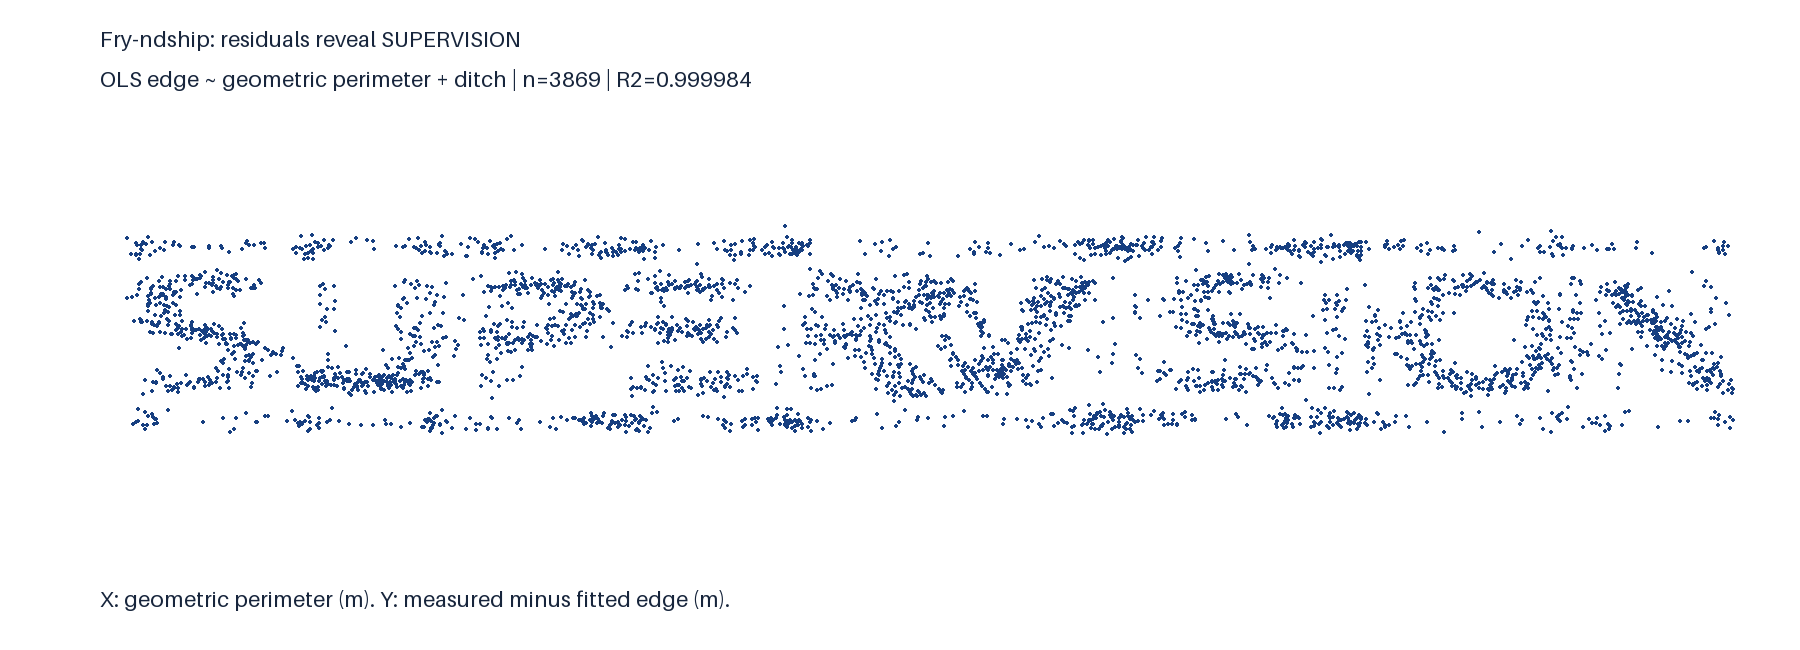 Fry-ndship: residuals reveal SUPERVISION
OLS edge ~ geometric perimeter + ditch | n=3869 | R2=0.999984
SUPERVISION
X: geometric perimeter (m). Y: measured minus fitted edge (m).